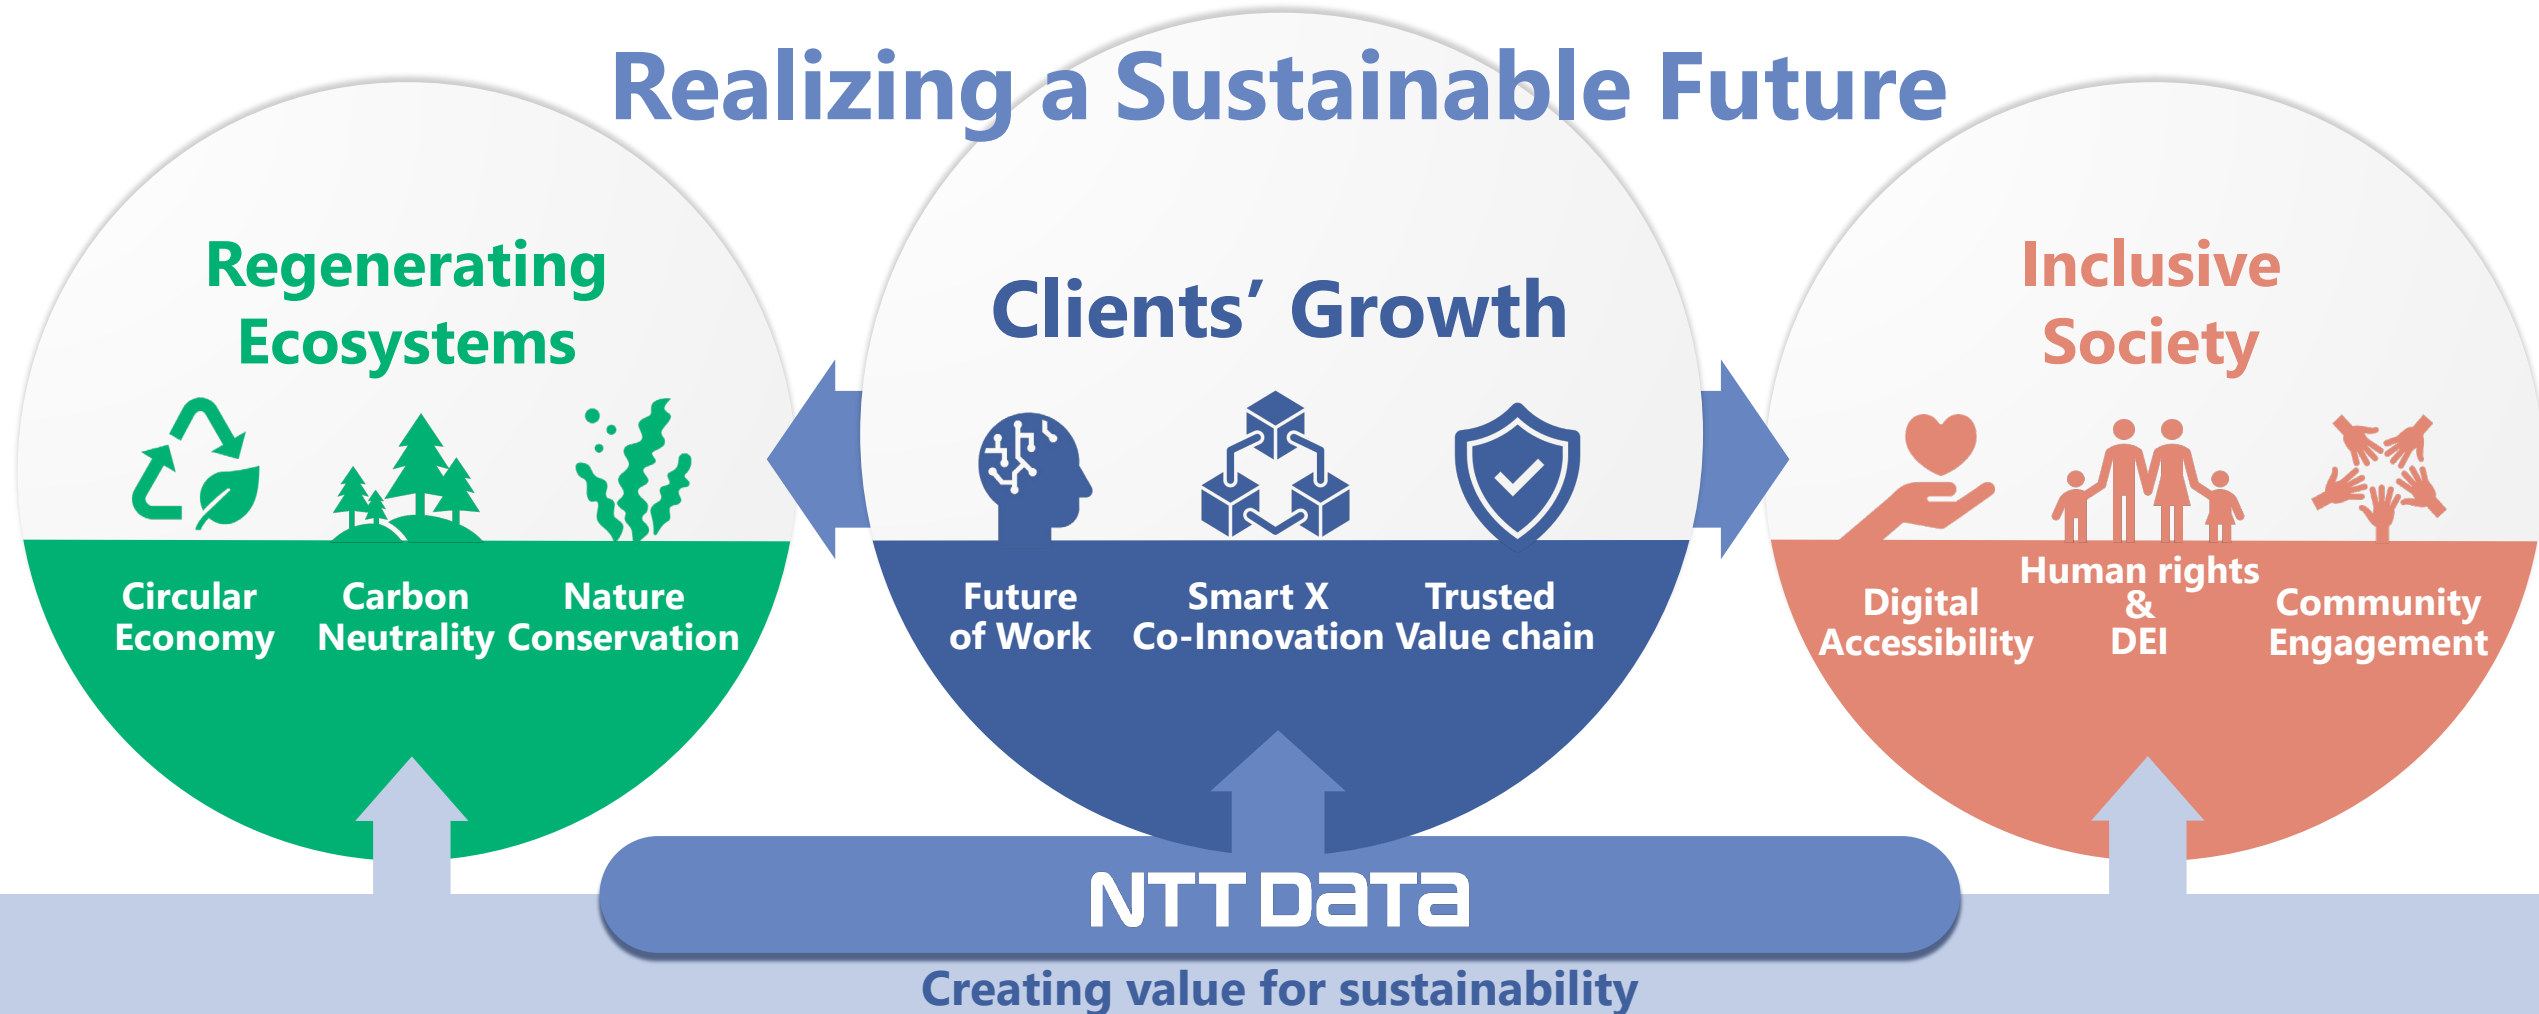 Realizing a Sustainable Future
Regenerating
Ecosystems
Circular
Economy
Carbon
Neutrality
Nature
Conservation
Clients’ Growth
Future
of Work
Smart X
Co-Innovation
Trusted
Value chain
Inclusive
Society
Digital
Accessibility
Human rights
&
DEI
Community
Engagement
NTT DATA
Creating value for sustainability